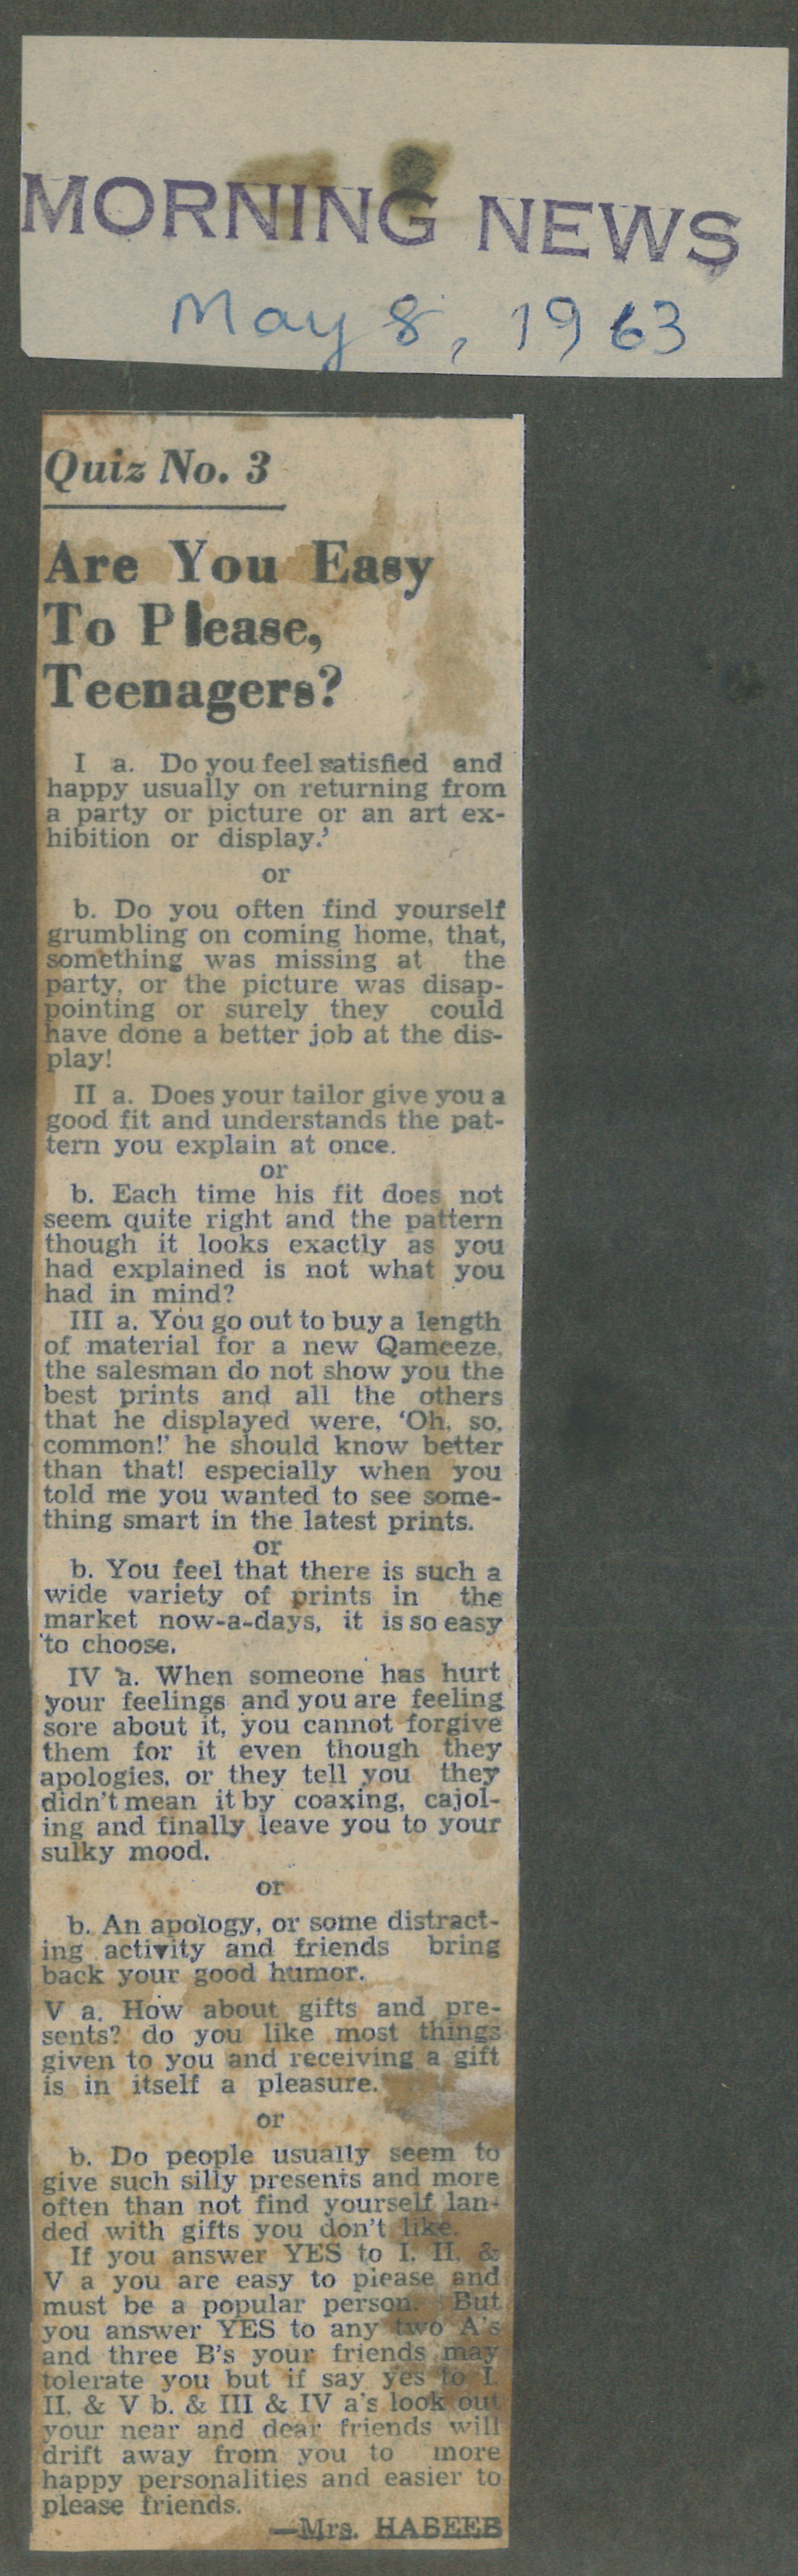 MORNING NEWS
May 8, 1963
Quiz No. 3
Are You Easy
To Please,
Teenagers?
I a. Do you feel satisfied and
happy usually on returning from
a party or picture or an art ex-
hibition or display.'
or
b. Do you often find yourself
grumbling on coming home, that,
something was missing at the
party, or the picture was disap-
pointing or surely they could
have done a better job at the dis-
play!
II a. Does your tailor give you a
good fit and understands the pat-
tern you explain at once.
or
b. Each time his fit does not
seem quite right and the pattern
though it looks exactly as you
had explained is not what you
had in mind?
III a. You go out to buy a length
of material for a new Qameeze,
the salesman do not show you the
best prints and all the others
that he displayed were, 'Oh, so,
common!' he should know better
than that! especially when you
told me you wanted to see some-
thing smart in the latest prints.
or
b. You feel that there is such a
wide variety of prints in the
market now-a-days, it is so easy
to choose.
IV a. When someone has hurt
your feelings and you are feeling
sore about it, you cannot forgive
them for it even though they
apologies, or they tell you they
didn't mean it by coaxing, cajol-
ing and finally leave you to your
sulky mood.
or
b. An apology, or some distract-
ing activity and friends bring
back your good humor.
V a. How about gifts and pre-
sents? do you like most things
given to you and receiving a gift
is in itself a pleasure.
or
b. Do people usually seem to
give such silly presents and more
often than not find yourself lan-
ded with gifts you don't like.
If you answer YES to I. II, &
V a you are easy to please and
must be a popular person. But
you answer YES to any two A's
and three B's your friends may
tolerate you but if say yes to I.
II, & V b. & III & IV a's look out
your near and dear friends will
drift away from you to more
happy personalities and easier to
please friends.
—Mrs. HABEEB